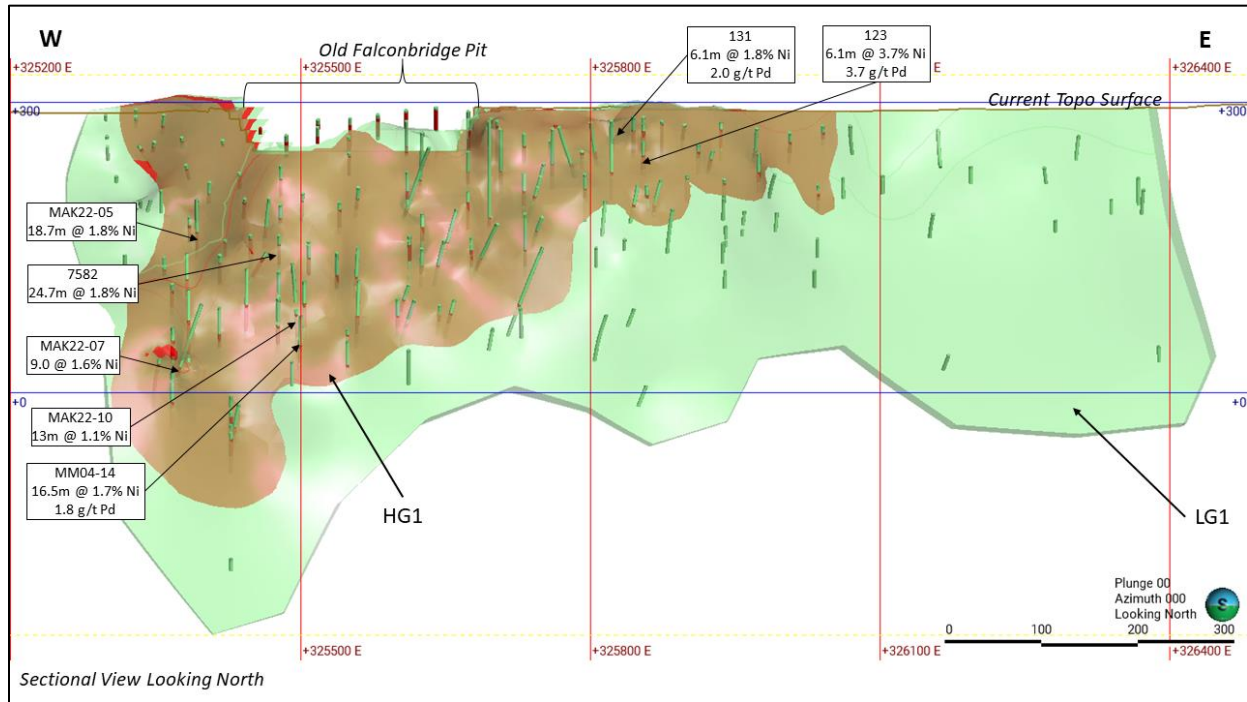 W
Old Falconbridge Pit
131
6.1m @ 1.8% Ni
2.0 g/t Pd
123
6.1m @ 3.7% Ni
3.7 g/t Pd
E
325200 E
+325500 E
+325800 E
E
+326400 E
Current Topo Surface
+300
+300
MAK22-05
18.7m @ 1.8% Ni
7582
24.7m @ 1.8% Ni
MAK22-07
9.0 @ 1.6% Ni
+0
+0
MAK22-10
13m @ 1.1% Ni
MM04-14
16.5m @ 1.7% Ni
1.8 g/t Pd
HG1
LG1
Plunge 00
Azimuth 000
Looking North
S
0 100 200 300
+325500 E
+325800 E
+326100 E
+326400 E
Sectional View Looking North